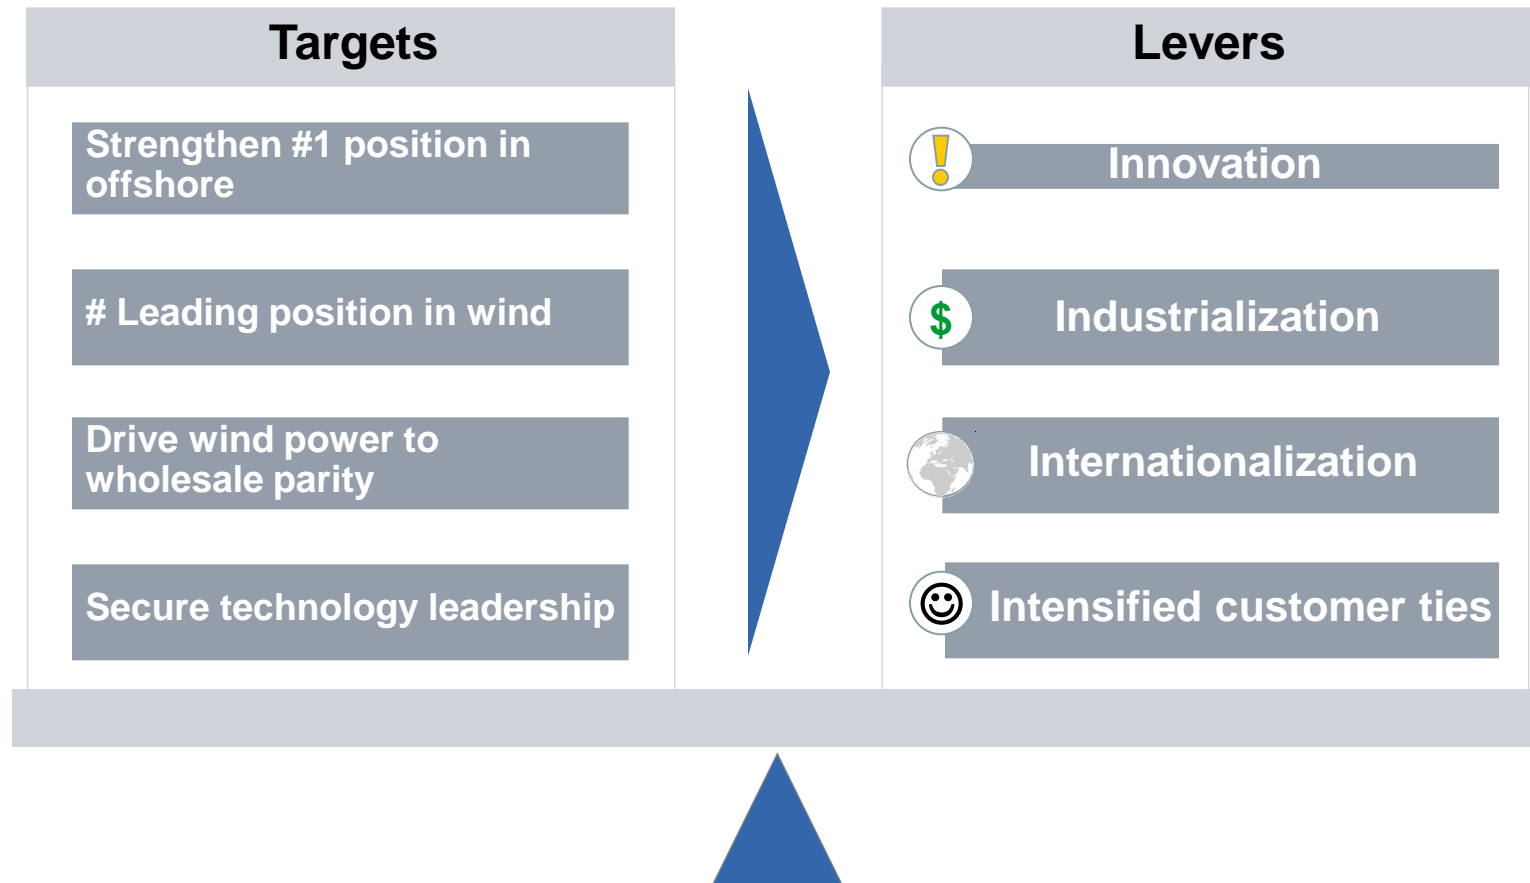 Targets
Strengthen #1 position in
offshore
# Leading position in wind
Drive wind power to
wholesale parity
Secure technology leadership
Levers
!
Innovation
$
Industrialization
Internationalization
Intensified customer ties